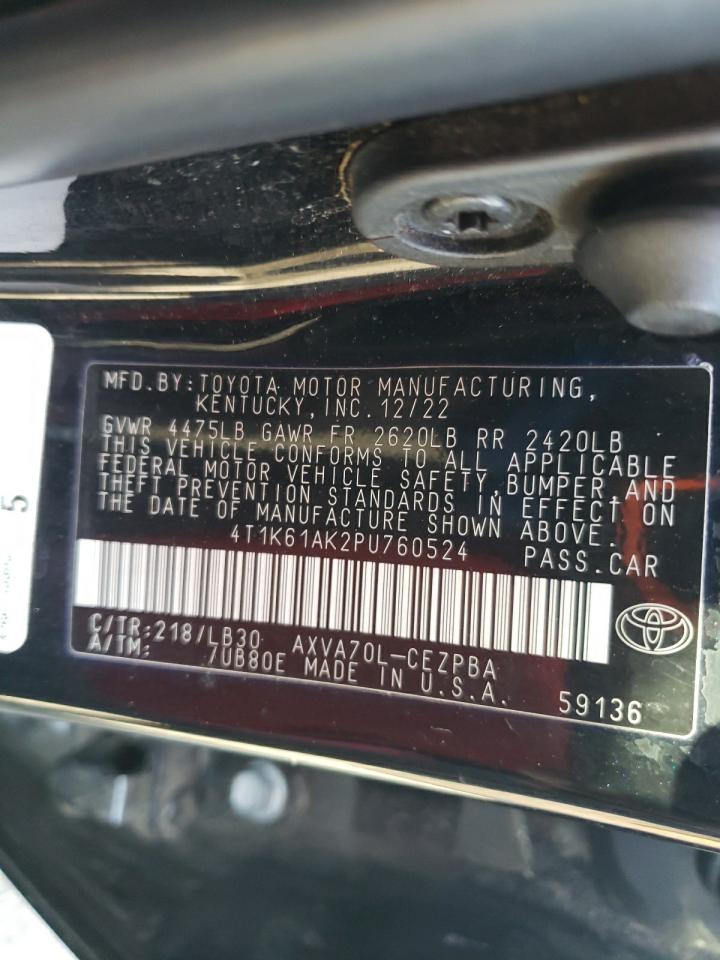 MFD.BY:TOYOTA MOTOR MANUFACTURING,
KENTUCKY,INC.12/22
GVWR 4475LB GAWR FR 2620LB RR 2420LB
THIS VEHICLE CONFORMS TO ALL APPLICABLE
FEDERAL MOTOR VEHICLE SAFETY,BUMPER,AND
THEFT PREVENTION STANDARDS IN EFFECT ON
THE DATE OF MANUFACTURE SHOWN ABOVE.
4T1K61AK2PU760524 PASS.CAR
C/TR:218/LB30 AXVA70L-CEZPBA
A/TM: 7UB80E MADE IN U.S.A. 59136
5